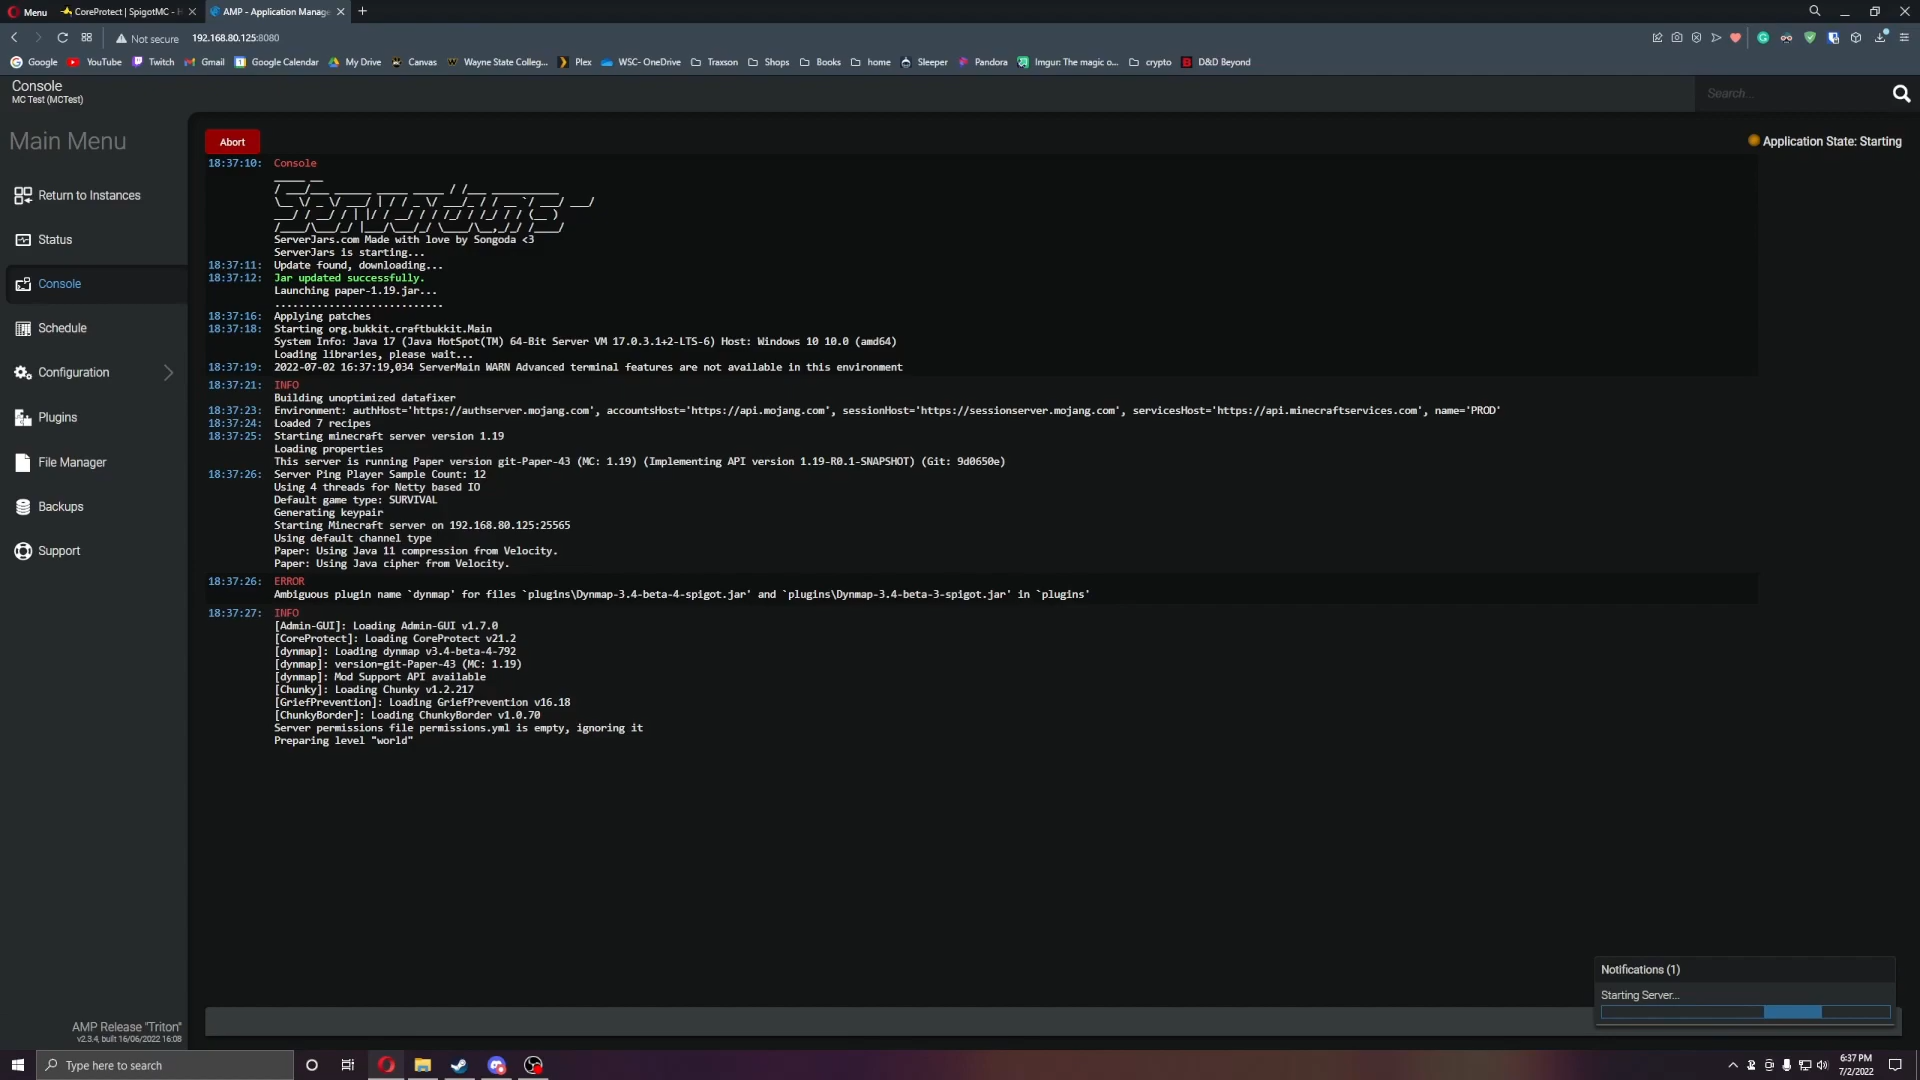 Menu
CoreProtect | SpigotMC - H
AMP - Application Manage
Not secure
192.168.80.125:8080
Google
YouTube
Twitch
Gmail
Google Calendar
My Drive
Canvas
Wayne State Colleg...
Plex
WSC- OneDrive
Traxson
Shops
Books
home
Sleeper
Pandora
Imgur: The magic o...
crypto
D&D Beyond
Console
MC Test (MCTest)
Search...
Main Menu
Return to Instances
Status
Console
Schedule
Configuration
Plugins
File Manager
Backups
Support
AMP Release "Triton"
v2.3.4, built 16/06/2022 16:08
Abort
Application State: Starting
18:37:10: Console
ServerJars.com Made with love by Songoda <3
ServerJars is starting...
18:37:11: Update found, downloading...
18:37:12: Jar updated successfully.
Launching paper-1.19.jar...
............................
18:37:16: Applying patches
18:37:18: Starting org.bukkit.craftbukkit.Main
System Info: Java 17 (Java HotSpot(TM) 64-Bit Server VM 17.0.3.1+2-LTS-6) Host: Windows 10 10.0 (amd64)
Loading libraries, please wait...
18:37:19: 2022-07-02 16:37:19,034 ServerMain WARN Advanced terminal features are not available in this environment
18:37:21: INFO
Building unoptimized datafixer
18:37:23: Environment: authHost='https://authserver.mojang.com', accountsHost='https://api.mojang.com', sessionHost='https://sessionserver.mojang.com', servicesHost='https://api.minecraftservices.com', name='PROD'
18:37:24: Loaded 7 recipes
18:37:25: Starting minecraft server version 1.19
Loading properties
This server is running Paper version git-Paper-43 (MC: 1.19) (Implementing API version 1.19-R0.1-SNAPSHOT) (Git: 9d0650e)
18:37:26: Server Ping Player Sample Count: 12
Using 4 threads for Netty based IO
Default game type: SURVIVAL
Generating keypair
Starting Minecraft server on 192.168.80.125:25565
Using default channel type
Paper: Using Java 11 compression from Velocity.
Paper: Using Java cipher from Velocity.
18:37:26: ERROR
Ambiguous plugin name `dynmap' for files `plugins\Dynmap-3.4-beta-4-spigot.jar' and `plugins\Dynmap-3.4-beta-3-spigot.jar' in `plugins'
18:37:27: INFO
[Admin-GUI]: Loading Admin-GUI v1.7.0
[CoreProtect]: Loading CoreProtect v21.2
[dynmap]: Loading dynmap v3.4-beta-4-792
[dynmap]: version=git-Paper-43 (MC: 1.19)
[dynmap]: Mod Support API available
[Chunky]: Loading Chunky v1.2.217
[GriefPrevention]: Loading GriefPrevention v16.18
[ChunkyBorder]: Loading ChunkyBorder v1.0.70
Server permissions file permissions.yml is empty, ignoring it
Preparing level "world"
Notifications (1)
Starting Server...
Type here to search
6:37 PM
7/2/2022